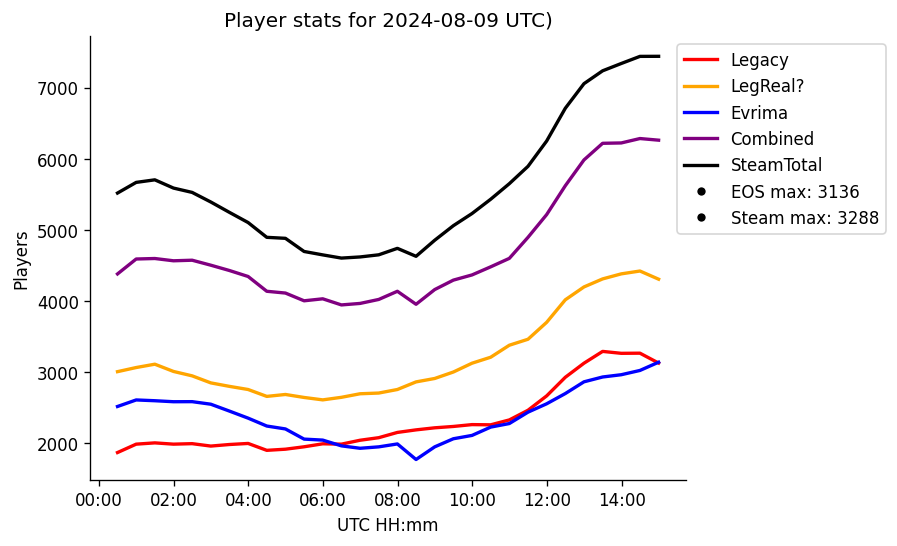 Player stats for 2024-08-09 UTC)
Legacy
LegReal?
Evrima
Combined
SteamTotal
EOS max: 3136
Steam max: 3288
Players
7000
6000
5000
4000
3000
2000
00:00 02:00 04:00 06:00 08:00 10:00 12:00 14:00
UTC HH:mm